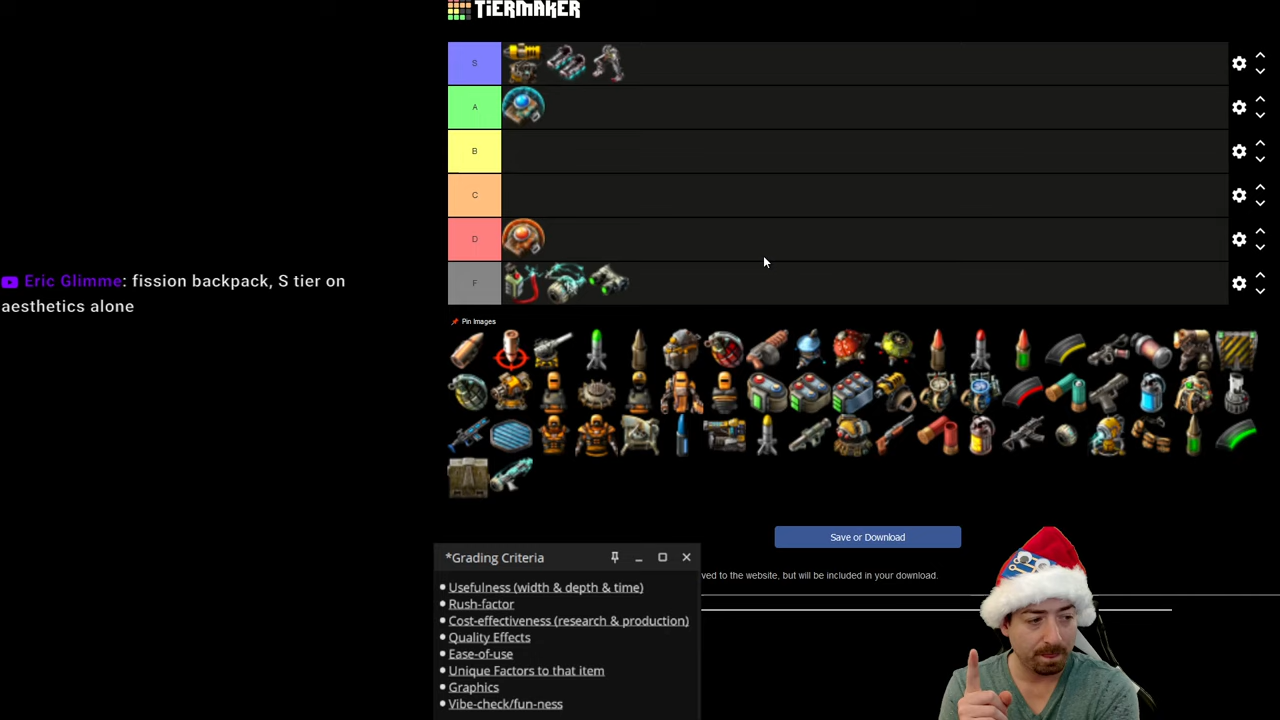 TiERMAKER
S
A
B
C
D
F
Eric Glimme: fission backpack, S tier on
aesthetics alone
Pin Images
Save or Download
ved to the website, but will be included in your download.
*Grading Criteria
Usefulness (width & depth & time)
Rush-factor
Cost-effectiveness (research & production)
Quality Effects
Ease-of-use
Unique Factors to that item
Graphics
Vibe-check/fun-ness